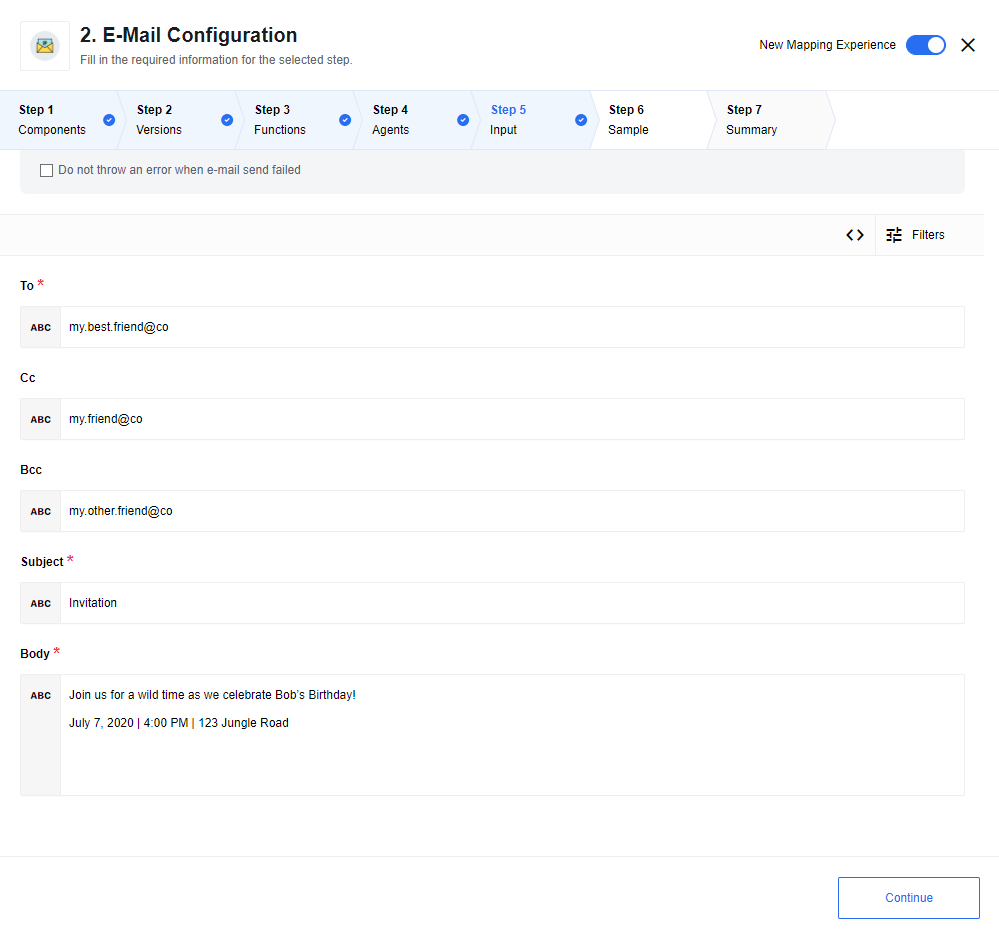 2. E-Mail Configuration
Fill in the required information for the selected step.
New Mapping Experience
Step 1
Components
Step 2
Versions
Step 3
Functions
Step 4
Agents
Step 5
Input
Step 6
Sample
Step 7
Summary
Do not throw an error when e-mail send failed
<> Filters
To *
ABC my.best.friend@co
Cc
ABC my.friend@co
Bcc
ABC my.other.friend@co
Subject *
ABC Invitation
Body *
ABC Join us for a wild time as we celebrate Bob's Birthday!
July 7, 2020 | 4:00 PM | 123 Jungle Road
Continue